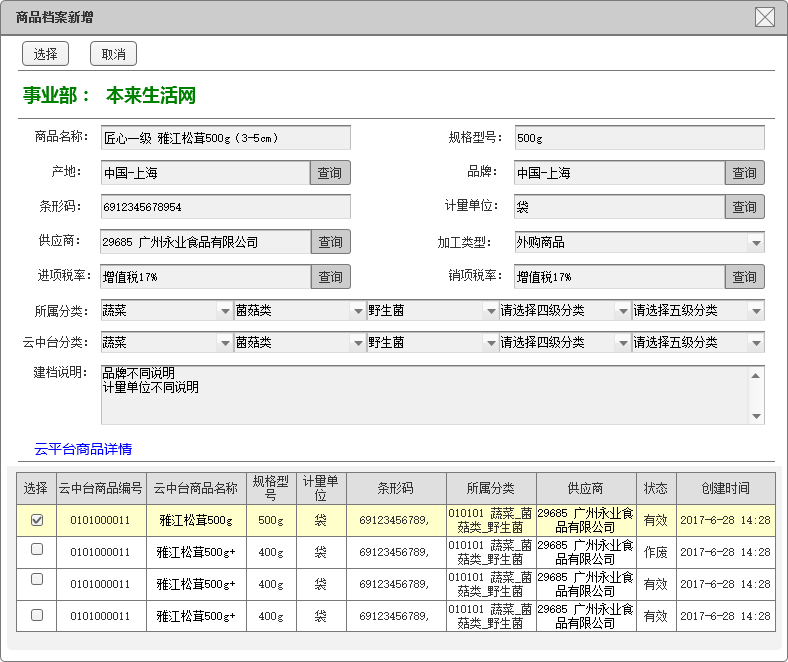 商品档案新增
选择 取消
事业部： 本来生活网
商品名称： 匠心一级 雅江松茸500g（3-5cm） 规格型号： 500g
产地： 中国-上海 查询 品牌： 中国-上海 查询
条形码： 6912345678954 计量单位： 袋 查询
供应商： 29685 广州永业食品有限公司 查询 加工类型： 外购商品
进项税率： 增值税17% 查询 销项税率： 增值税17% 查询
所属分类： 蔬菜 菌菇类 野生菌 请选择四级分类 请选择五级分类
云中台分类： 蔬菜 菌菇类 野生菌 请选择四级分类 请选择五级分类
建档说明： 品牌不同说明
计量单位不同说明
云平台商品详情
选择 云中台商品编号 云中台商品名称 规格型号 计量单位 条形码 所属分类 供应商 状态 创建时间
0101000011 雅江松茸500g 500g 袋 69123456789, 010101 蔬菜_菌菇类_野生菌 29685 广州永业食品有限公司 有效 2017-6-28 14:28
0101000011 雅江松茸500g+ 400g 袋 69123456789, 010101 蔬菜_菌菇类_野生菌 29685 广州永业食品有限公司 作废 2017-6-28 14:28
0101000011 雅江松茸500g+ 400g 袋 69123456789, 010101 蔬菜_菌菇类_野生菌 29685 广州永业食品有限公司 有效 2017-6-28 14:28
0101000011 雅江松茸500g+ 400g 袋 69123456789, 010101 蔬菜_菌菇类_野生菌 29685 广州永业食品有限公司 有效 2017-6-28 14:28